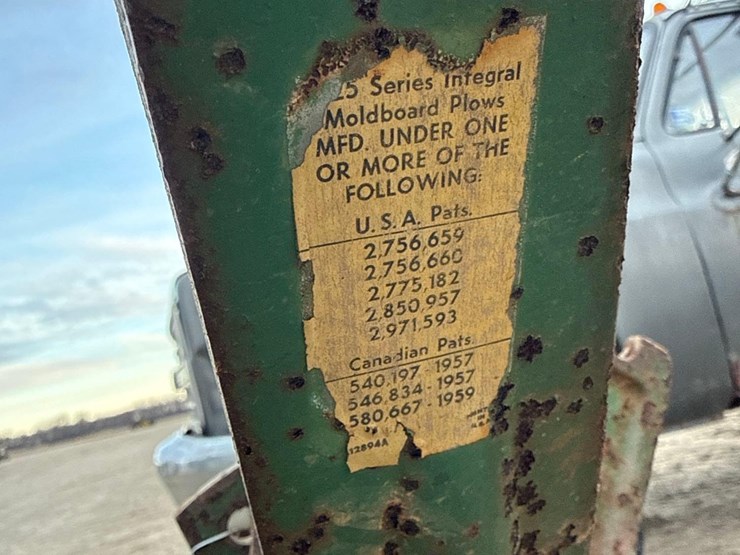 25 Series Integral
Moldboard Plows
MFD. UNDER ONE
OR MORE OF THE
FOLLOWING:
U. S. A. Pats.
2,756,659
2,756,660
2,775,182
2,850,957
2,971,593
Canadian Pats.
540,197 1957
546,834 - 1957
580,667 - 1959
12894A